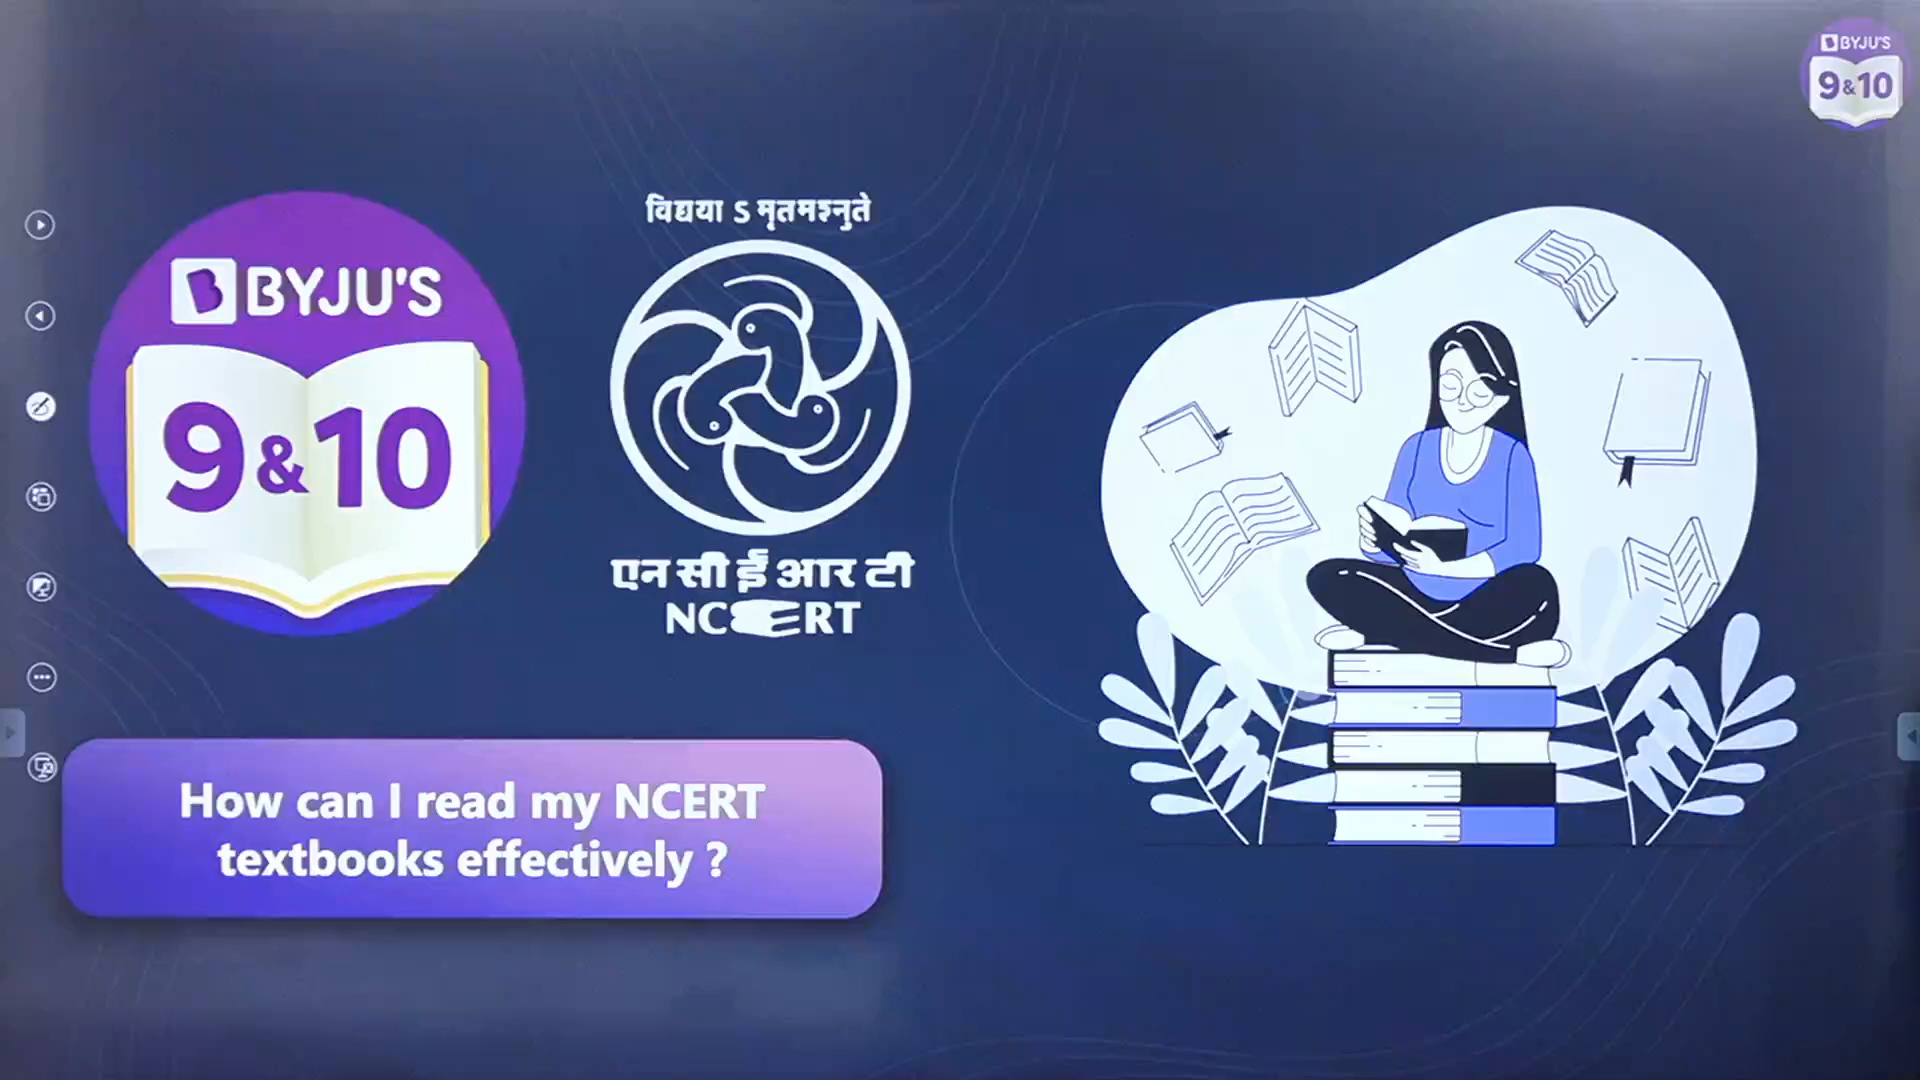 BYJU'S
9&10
BYJU'S
9&10
विद्यया ऽ मृतमश्नुते
एन सी ई आर टी
NCERT
How can I read my NCERT
textbooks effectively ?